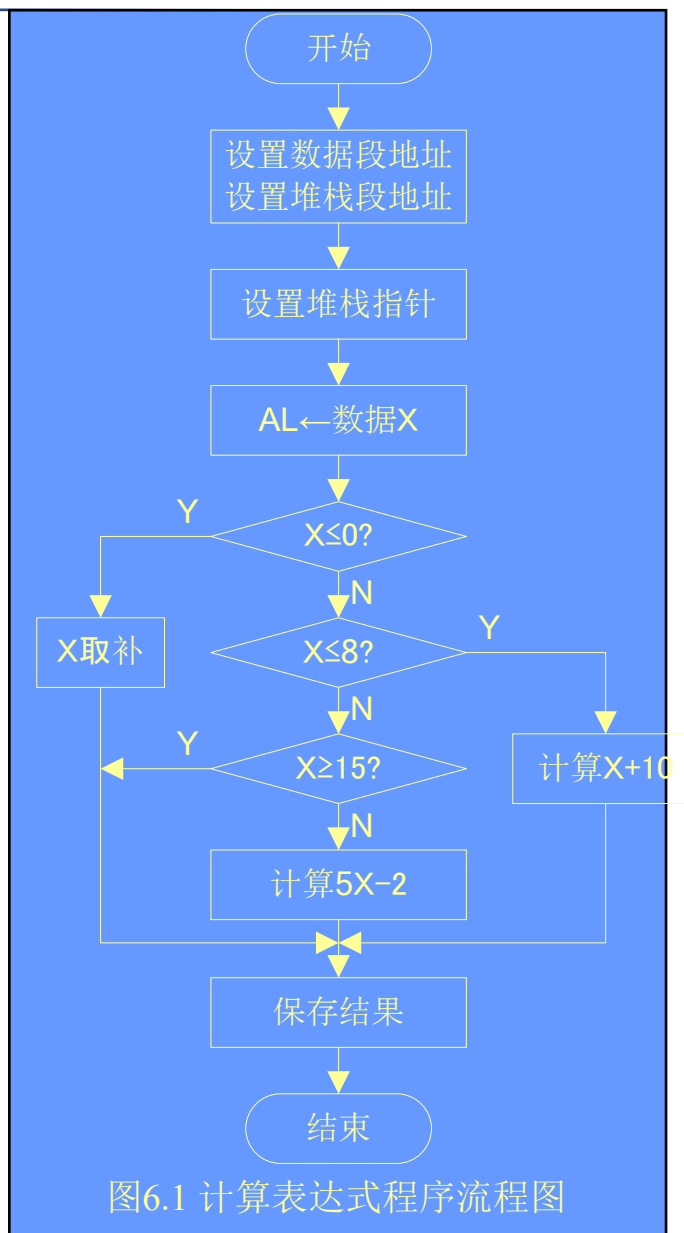 开始
设置数据段地址
设置堆栈段地址
设置堆栈指针
AL←数据X
Y
X≤0?
N
X取补
X≤8?
Y
N
Y
X≥15?
计算X+10
N
计算5X-2
保存结果
结束
图6.1 计算表达式程序流程图